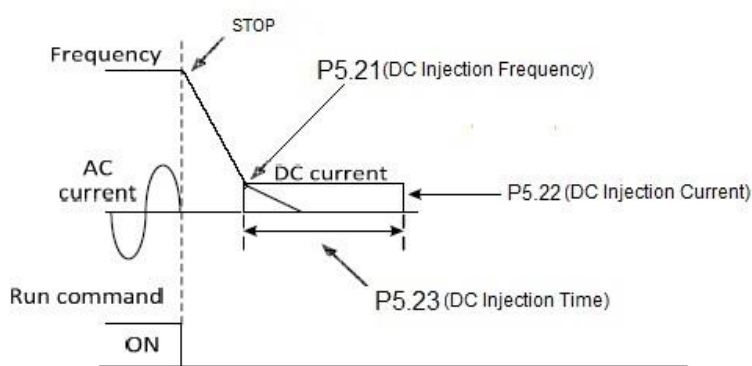 STOP
Frequency
P5.21 (DC Injection Frequency)
AC
current
DC current
P5.22 (DC Injection Current)
P5.23 (DC Injection Time)
Run command
ON